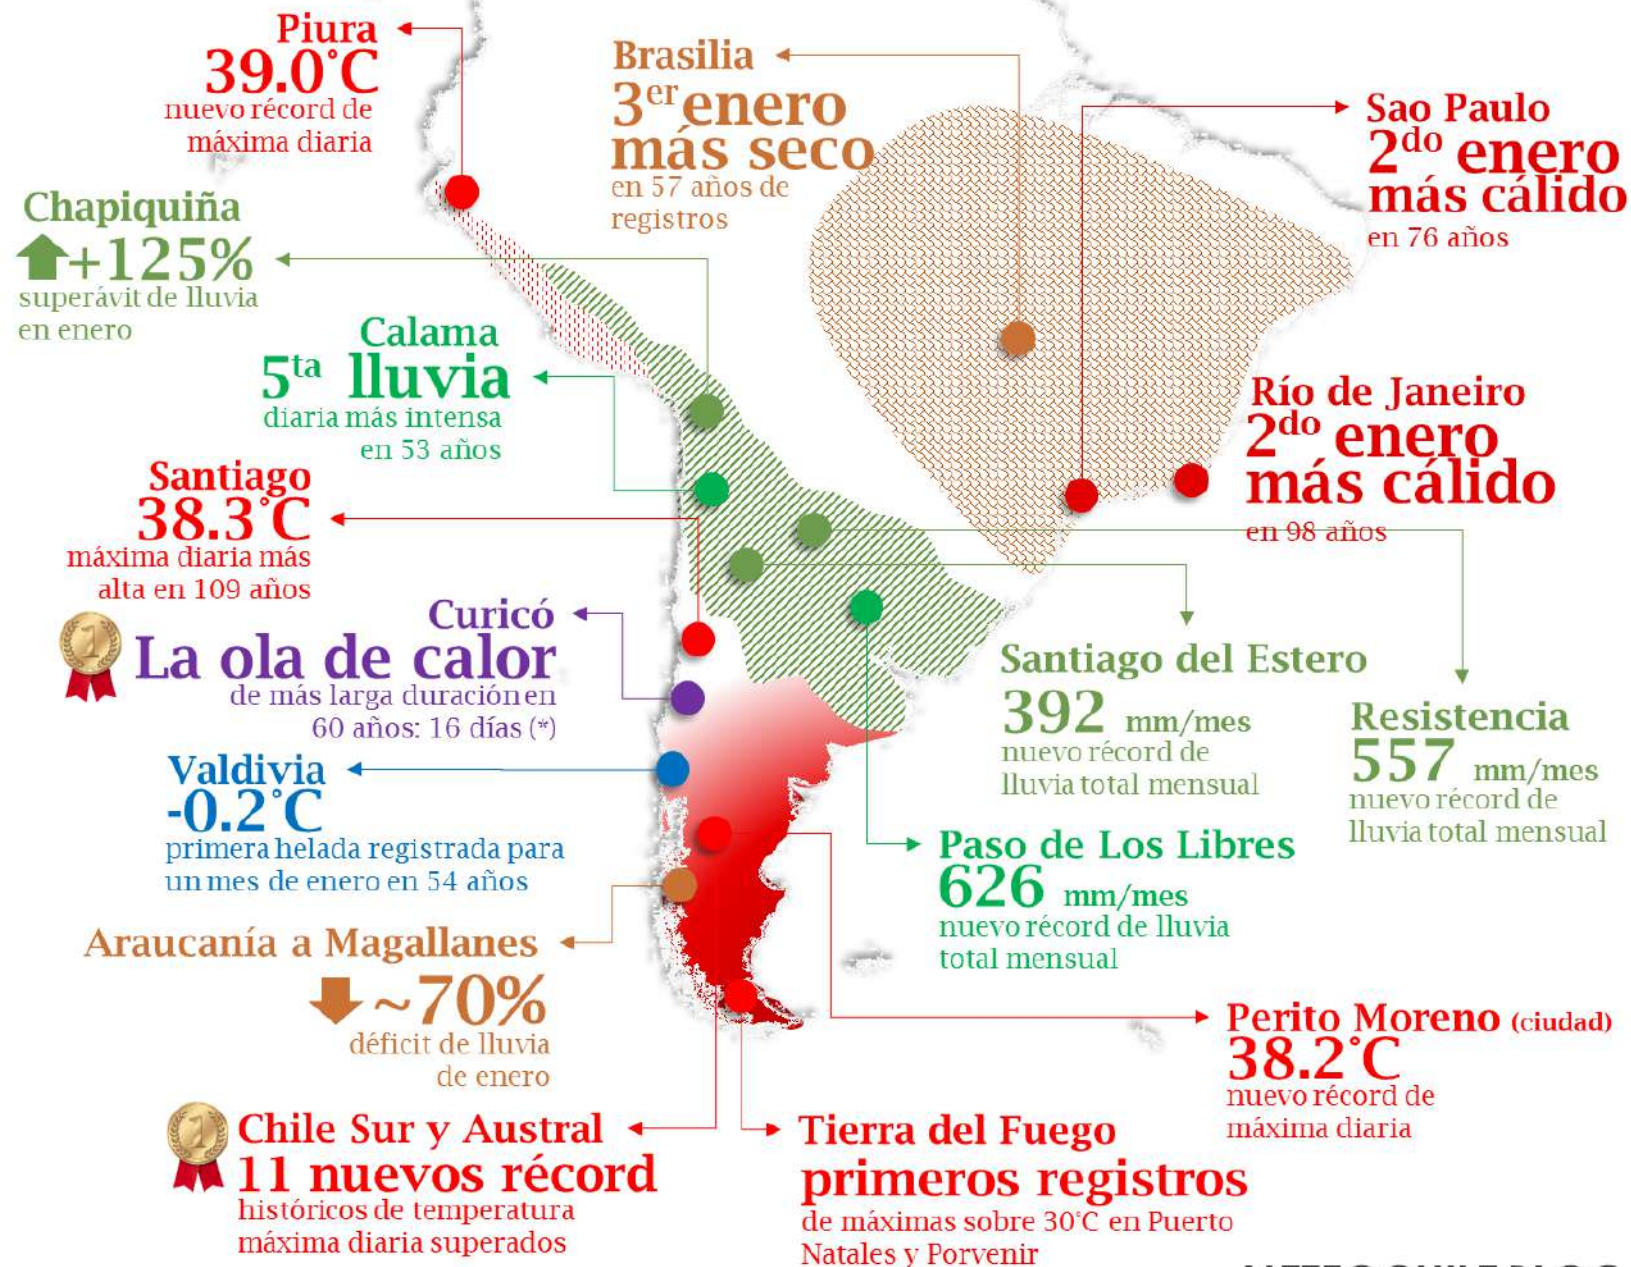 Piura
39.0°C
nuevo récord de
máxima diaria
Brasilia
3er enero
más seco
en 57 años de
registros
Sao Paulo
2do enero
más cálido
en 76 años
Chapiquiña
+125%
superávit de lluvia
en enero
Calama
5ta lluvia
diaria más intensa
en 53 años
Río de Janeiro
2do enero
más cálido
en 98 años
Santiago
38.3°C
máxima diaria más
alta en 109 años
1
Curicó
La ola de calor
de más larga duración en
60 años: 16 días (*)
Santiago del Estero
392 mm/mes
nuevo récord de
lluvia total mensual
Resistencia
557 mm/mes
nuevo récord de
lluvia total mensual
Valdivia
-0.2°C
primera helada registrada para
un mes de enero en 54 años
Paso de Los Libres
626 mm/mes
nuevo récord de lluvia
total mensual
Araucanía a Magallanes
~70%
déficit de lluvia
de enero
Perito Moreno (ciudad)
38.2°C
nuevo récord de
máxima diaria
1
Chile Sur y Austral
11 nuevos récord
históricos de temperatura
máxima diaria superados
Tierra del Fuego
primeros registros
de máximas sobre 30°C en Puerto
Natales y Porvenir